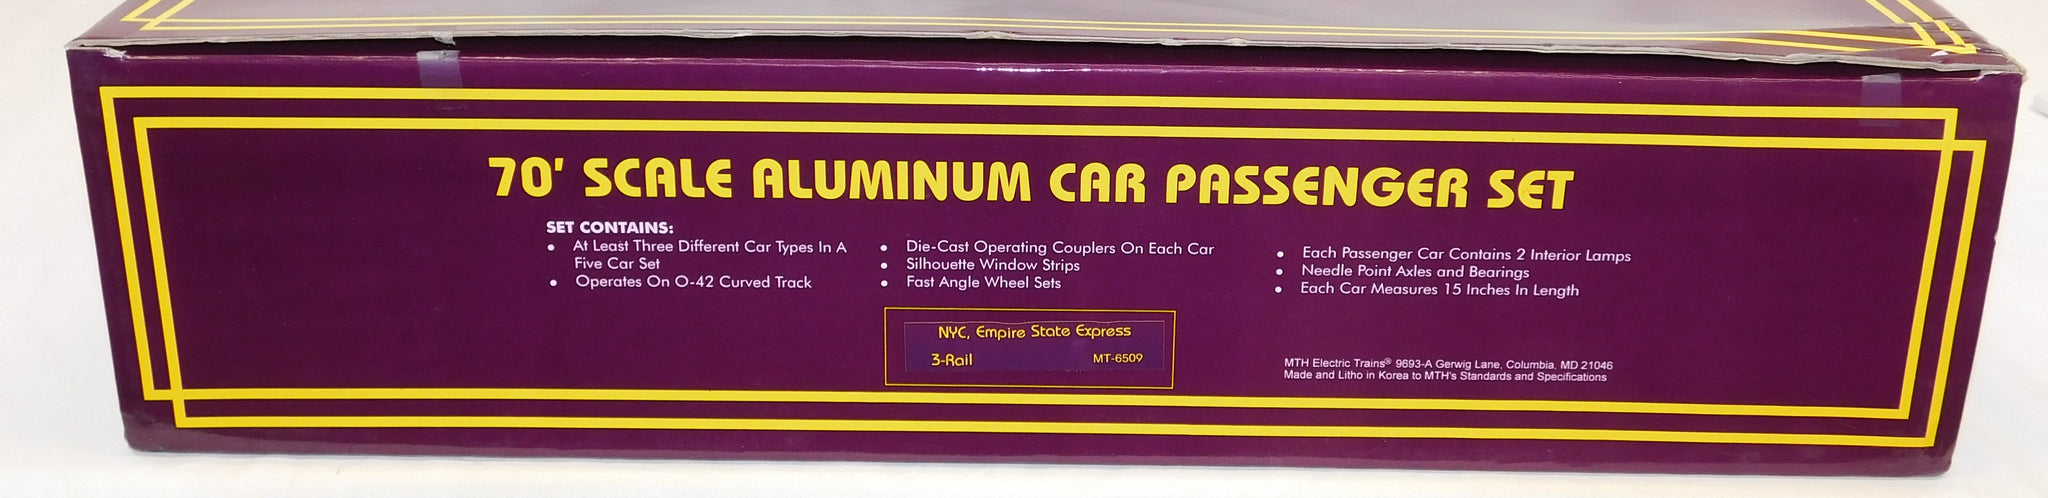 70' SCALE ALUMINUM CAR PASSENGER SET
SET CONTAINS:
• At Least Three Different Car Types In A
Five Car Set
• Operates On O-42 Curved Track
• Die-Cast Operating Couplers On Each Car
• Silhouette Window Strips
• Fast Angle Wheel Sets
• Each Passenger Car Contains 2 Interior Lamps
• Needle Point Axles and Bearings
• Each Car Measures 15 Inches In Length
NYC, Empire State Express
3-Rail MT-6509
MTH Electric Trains® 9693-A Gerwig Lane, Columbia, MD 21046
Made and Litho in Korea to MTH's Standards and Specifications